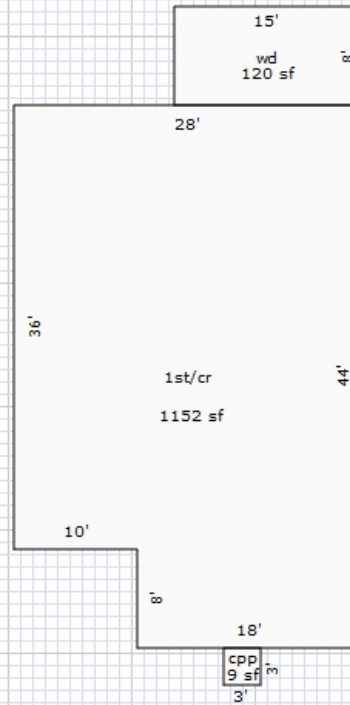 15'
wd
8'
120 sf
28'
36'
44'
1st/cr
1152 sf
10'
8'
18'
cpp
9 sf
3'
3'